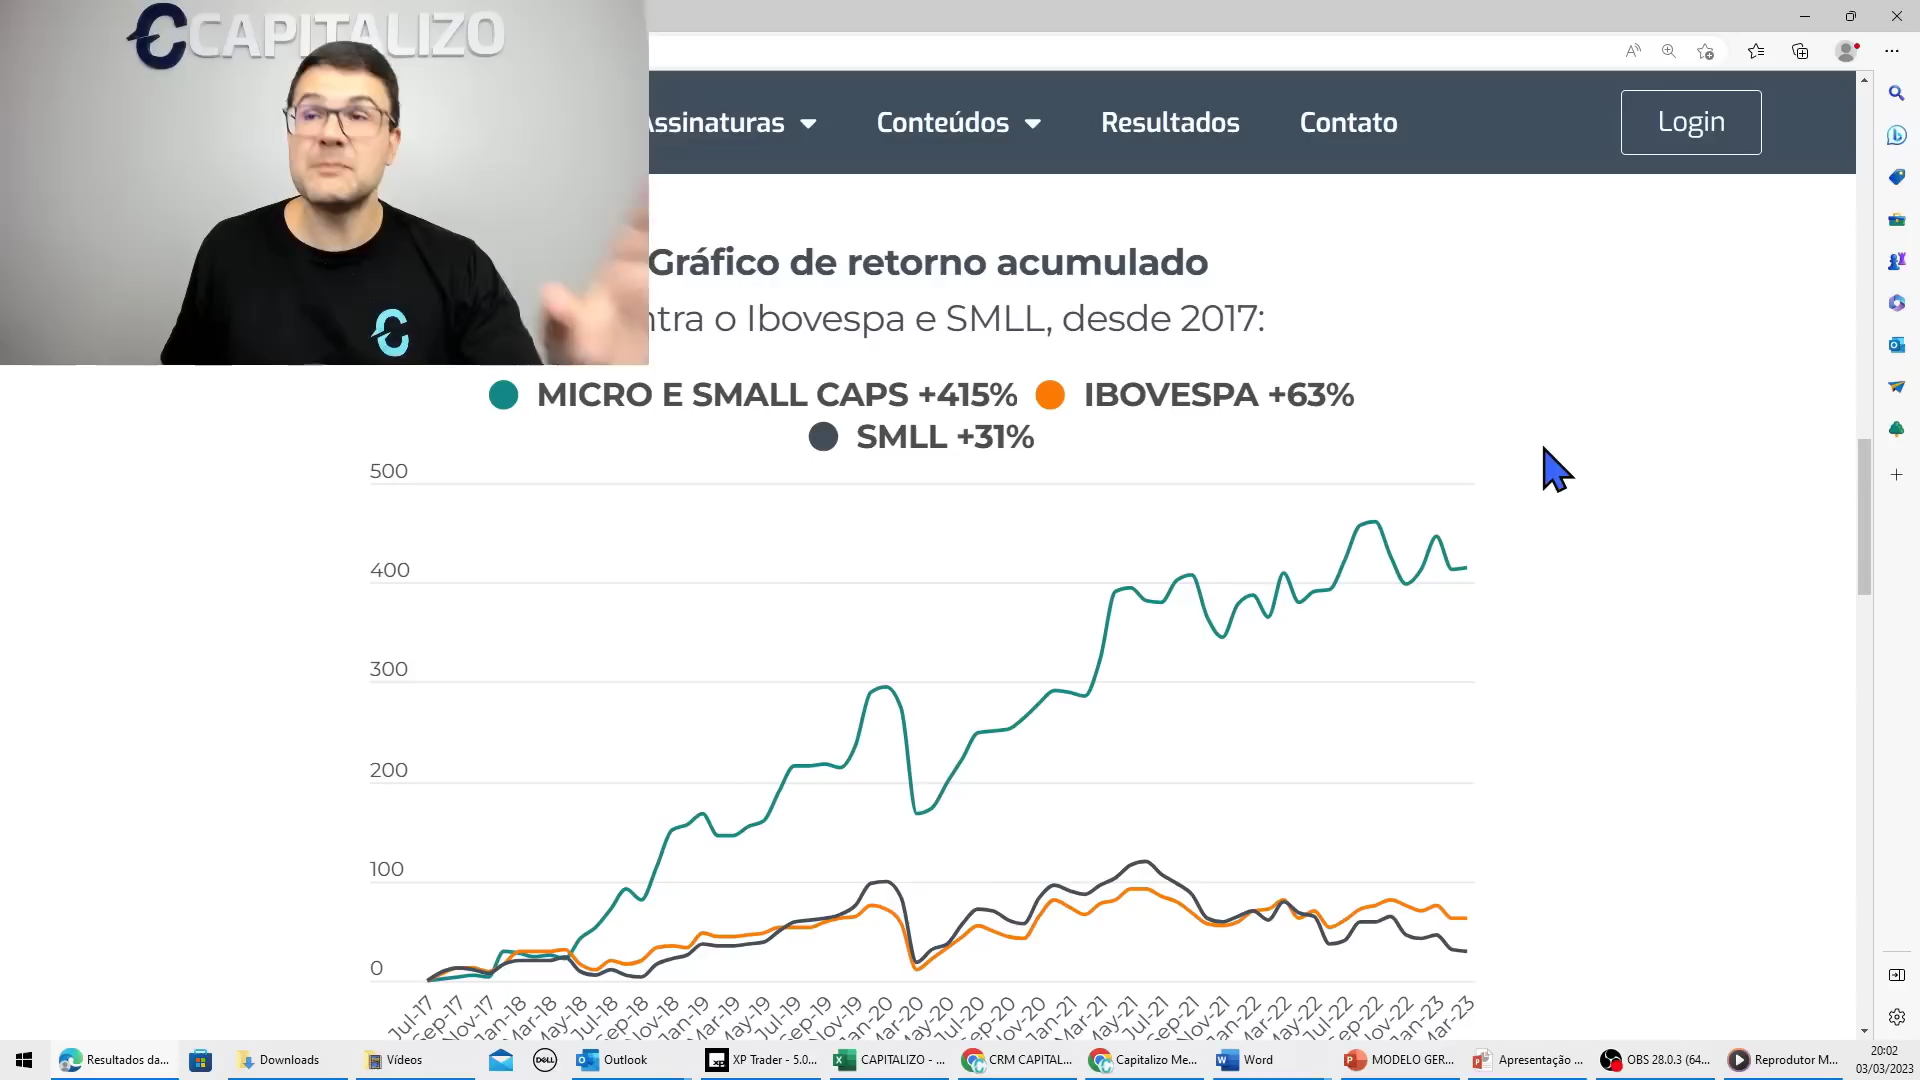 CAPITALIZO
Assinaturas
Conteúdos
Resultados
Contato
Login
Gráfico de retorno acumulado
ntra o Ibovespa e SMLL, desde 2017:
MICRO E SMALL CAPS +415%
IBOVESPA +63%
SMLL +31%
500
400
300
200
100
0
Jul-17
Sep-17
Nov-17
Jan-18
Mar-18
May-18
Jul-18
Sep-18
Nov-18
Jan-19
Mar-19
May-19
Jul-19
Sep-19
Nov-19
Jan-20
Mar-20
May-20
Jul-20
Sep-20
Nov-20
Jan-21
Mar-21
May-21
Jul-21
Sep-21
Nov-21
Jan-22
Mar-22
May-22
Jul-22
Sep-22
Nov-22
Jan-23
Mar-23
Resultados da...
Downloads
Vídeos
DELL
Outlook
XP Trader - 5.0...
CAPITALIZO - ...
CRM CAPITAL...
Capitalizo Me...
Word
MODELO GER...
Apresentação ...
OBS 28.0.3 (64...
Reprodutor M...
20:02
03/03/2023